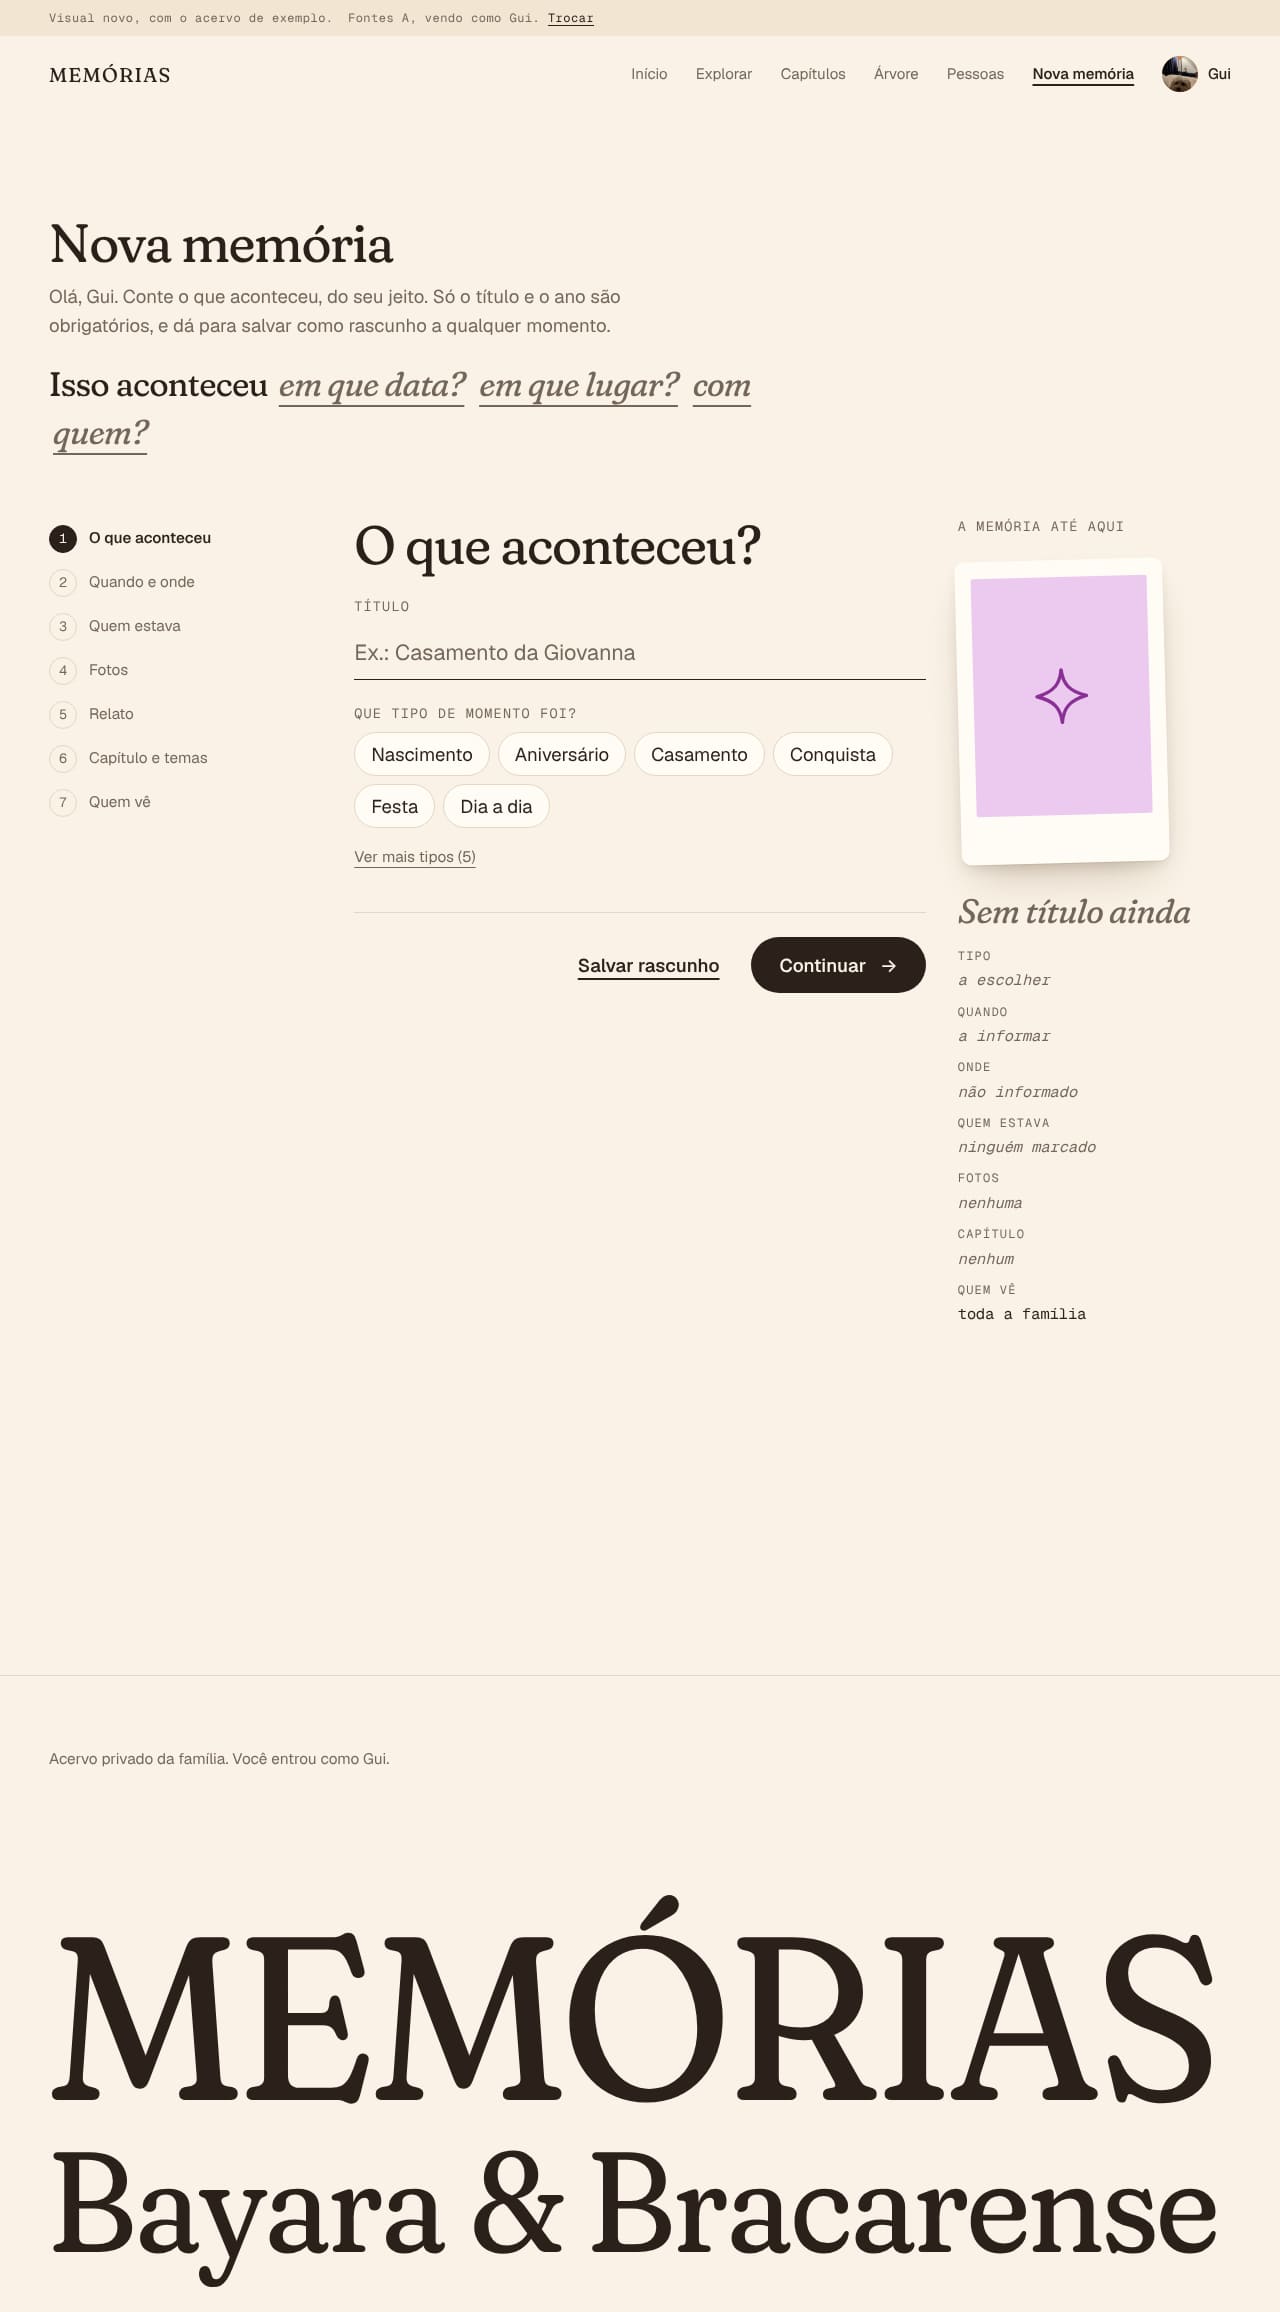 Visual novo, com o acervo de exemplo. Fontes A, vendo como Gui. Trocar
MEMÓRIAS
Início
Explorar
Capítulos
Árvore
Pessoas
Nova memória
Gui
Nova memória
Olá, Gui. Conte o que aconteceu, do seu jeito. Só o título e o ano são
obrigatórios, e dá para salvar como rascunho a qualquer momento.
Isso aconteceu em que data? em que lugar? com
quem?
1 O que aconteceu
2 Quando e onde
3 Quem estava
4 Fotos
5 Relato
6 Capítulo e temas
7 Quem vê
O que aconteceu?
TÍTULO
Ex.: Casamento da Giovanna
QUE TIPO DE MOMENTO FOI?
Nascimento
Aniversário
Casamento
Conquista
Festa
Dia a dia
Ver mais tipos (5)
Salvar rascunho
Continuar →
A MEMÓRIA ATÉ AQUI
Sem título ainda
TIPO
a escolher
QUANDO
a informar
ONDE
não informado
QUEM ESTAVA
ninguém marcado
FOTOS
nenhuma
CAPÍTULO
nenhum
QUEM VÊ
toda a família
Acervo privado da família. Você entrou como Gui.
MEMÓRIAS
Bayara & Bracarense